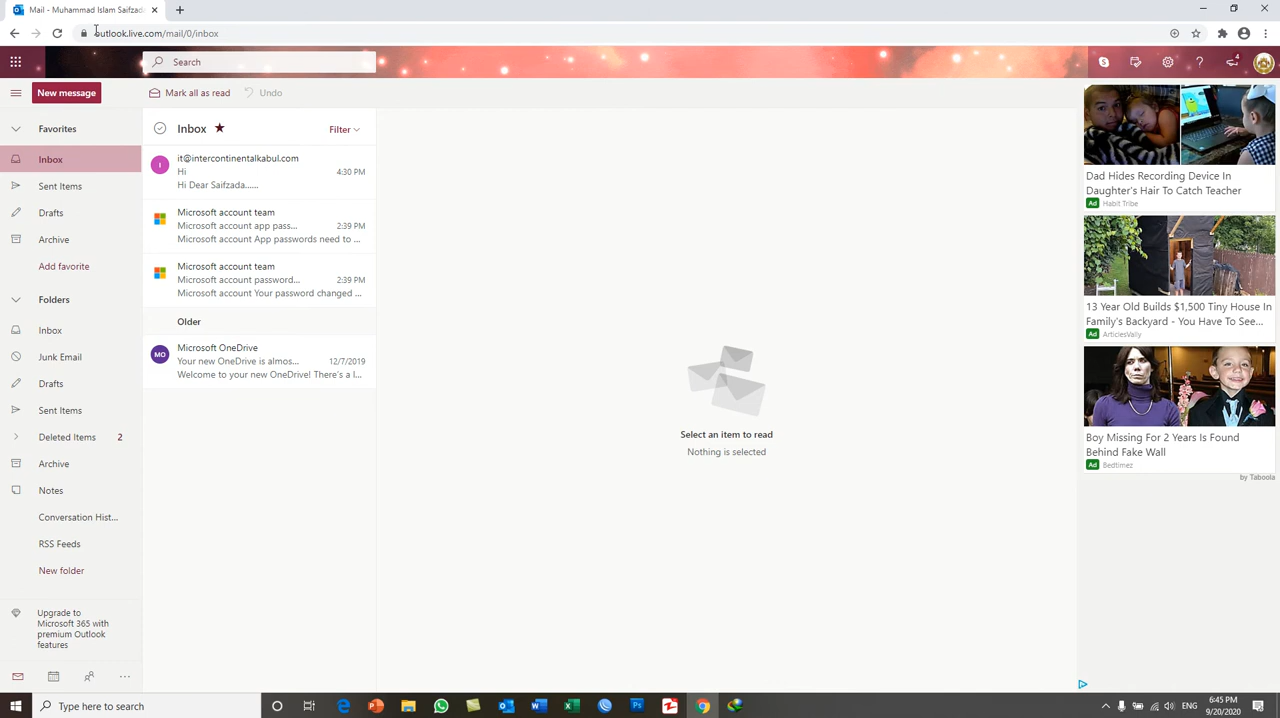 Mail - Muhammad Islam Saifzad
outlook.live.com/mail/0/inbox
Search
4
New message
Mark all as read
Undo
Favorites
Inbox
Sent Items
Drafts
Archive
Add favorite
Folders
Inbox
Junk Email
Drafts
Sent Items
Deleted Items 2
Archive
Notes
Conversation Hist...
RSS Feeds
New folder
Upgrade to
Microsoft 365 with
premium Outlook
features
Inbox
Filter
I
it@intercontinentalkabul.com
Hi 4:30 PM
Hi Dear Saifzada......
Microsoft account team
Microsoft account app pass... 2:39 PM
Microsoft account App passwords need to ...
Microsoft account team
Microsoft account password... 2:39 PM
Microsoft account Your password changed ...
Older
MO
Microsoft OneDrive
Your new OneDrive is almos... 12/7/2019
Welcome to your new OneDrive! There's a l...
Select an item to read
Nothing is selected
Dad Hides Recording Device In
Daughter's Hair To Catch Teacher
Ad Habit Tribe
13 Year Old Builds $1,500 Tiny House In
Family's Backyard - You Have To See...
Ad ArticlesVally
Boy Missing For 2 Years Is Found
Behind Fake Wall
Ad Bedtimez
by Taboola
Type here to search
ENG
6:45 PM
9/20/2020